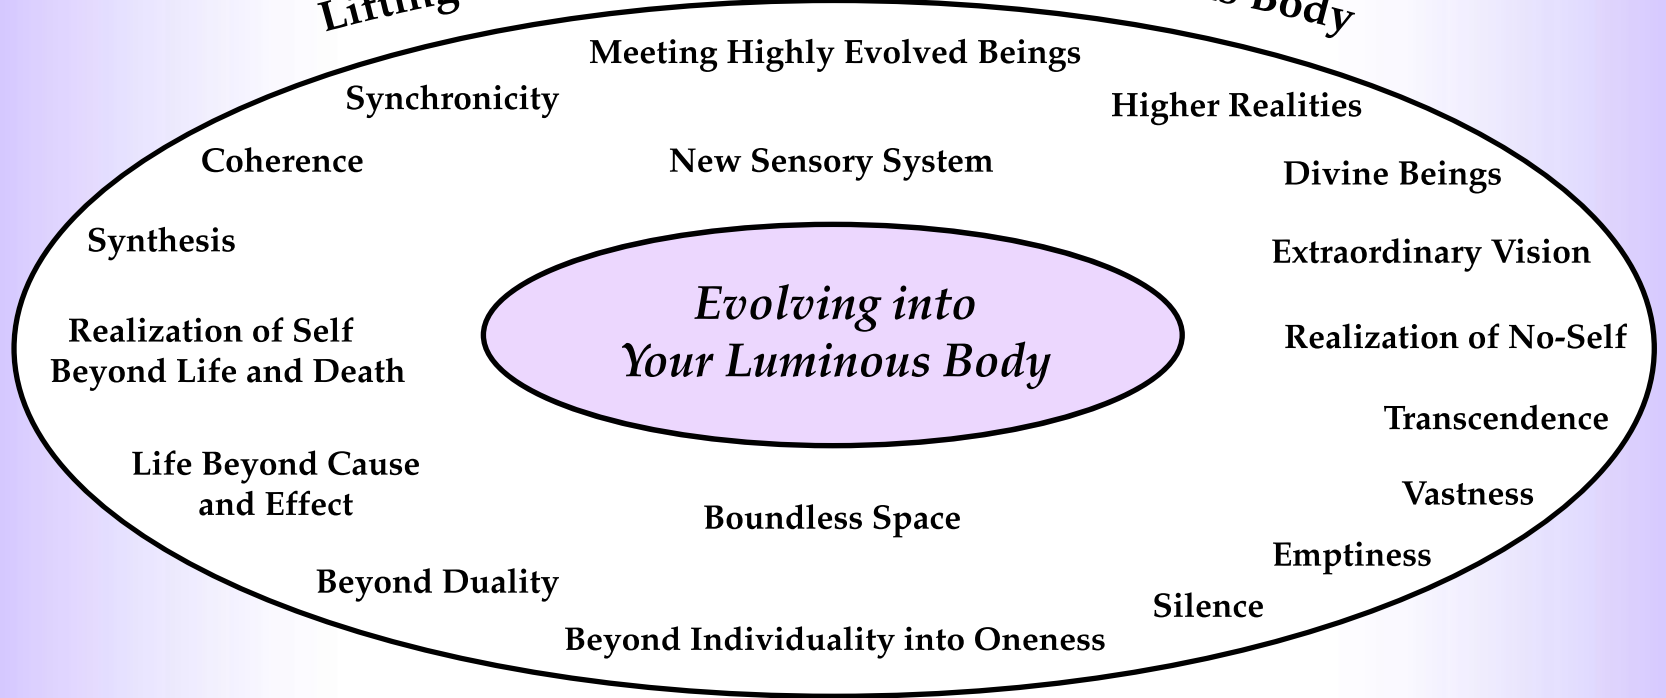 Lifting
Body
Meeting Highly Evolved Beings
Synchronicity
Higher Realities
Coherence
New Sensory System
Divine Beings
Synthesis
Extraordinary Vision
Evolving into
Your Luminous Body
Realization of Self
Beyond Life and Death
Realization of No-Self
Transcendence
Life Beyond Cause
and Effect
Vastness
Boundless Space
Emptiness
Beyond Duality
Silence
Beyond Individuality into Oneness